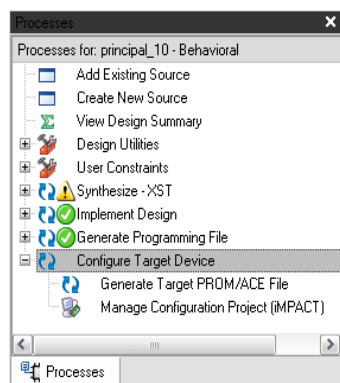 Processes
Processes for: principal_10 - Behavioral
Add Existing Source
Create New Source
View Design Summary
Design Utilities
User Constraints
Synthesize - XST
Implement Design
Generate Programming File
Configure Target Device
Generate Target PROM/ACE File
Manage Configuration Project (iMPACT)
Processes